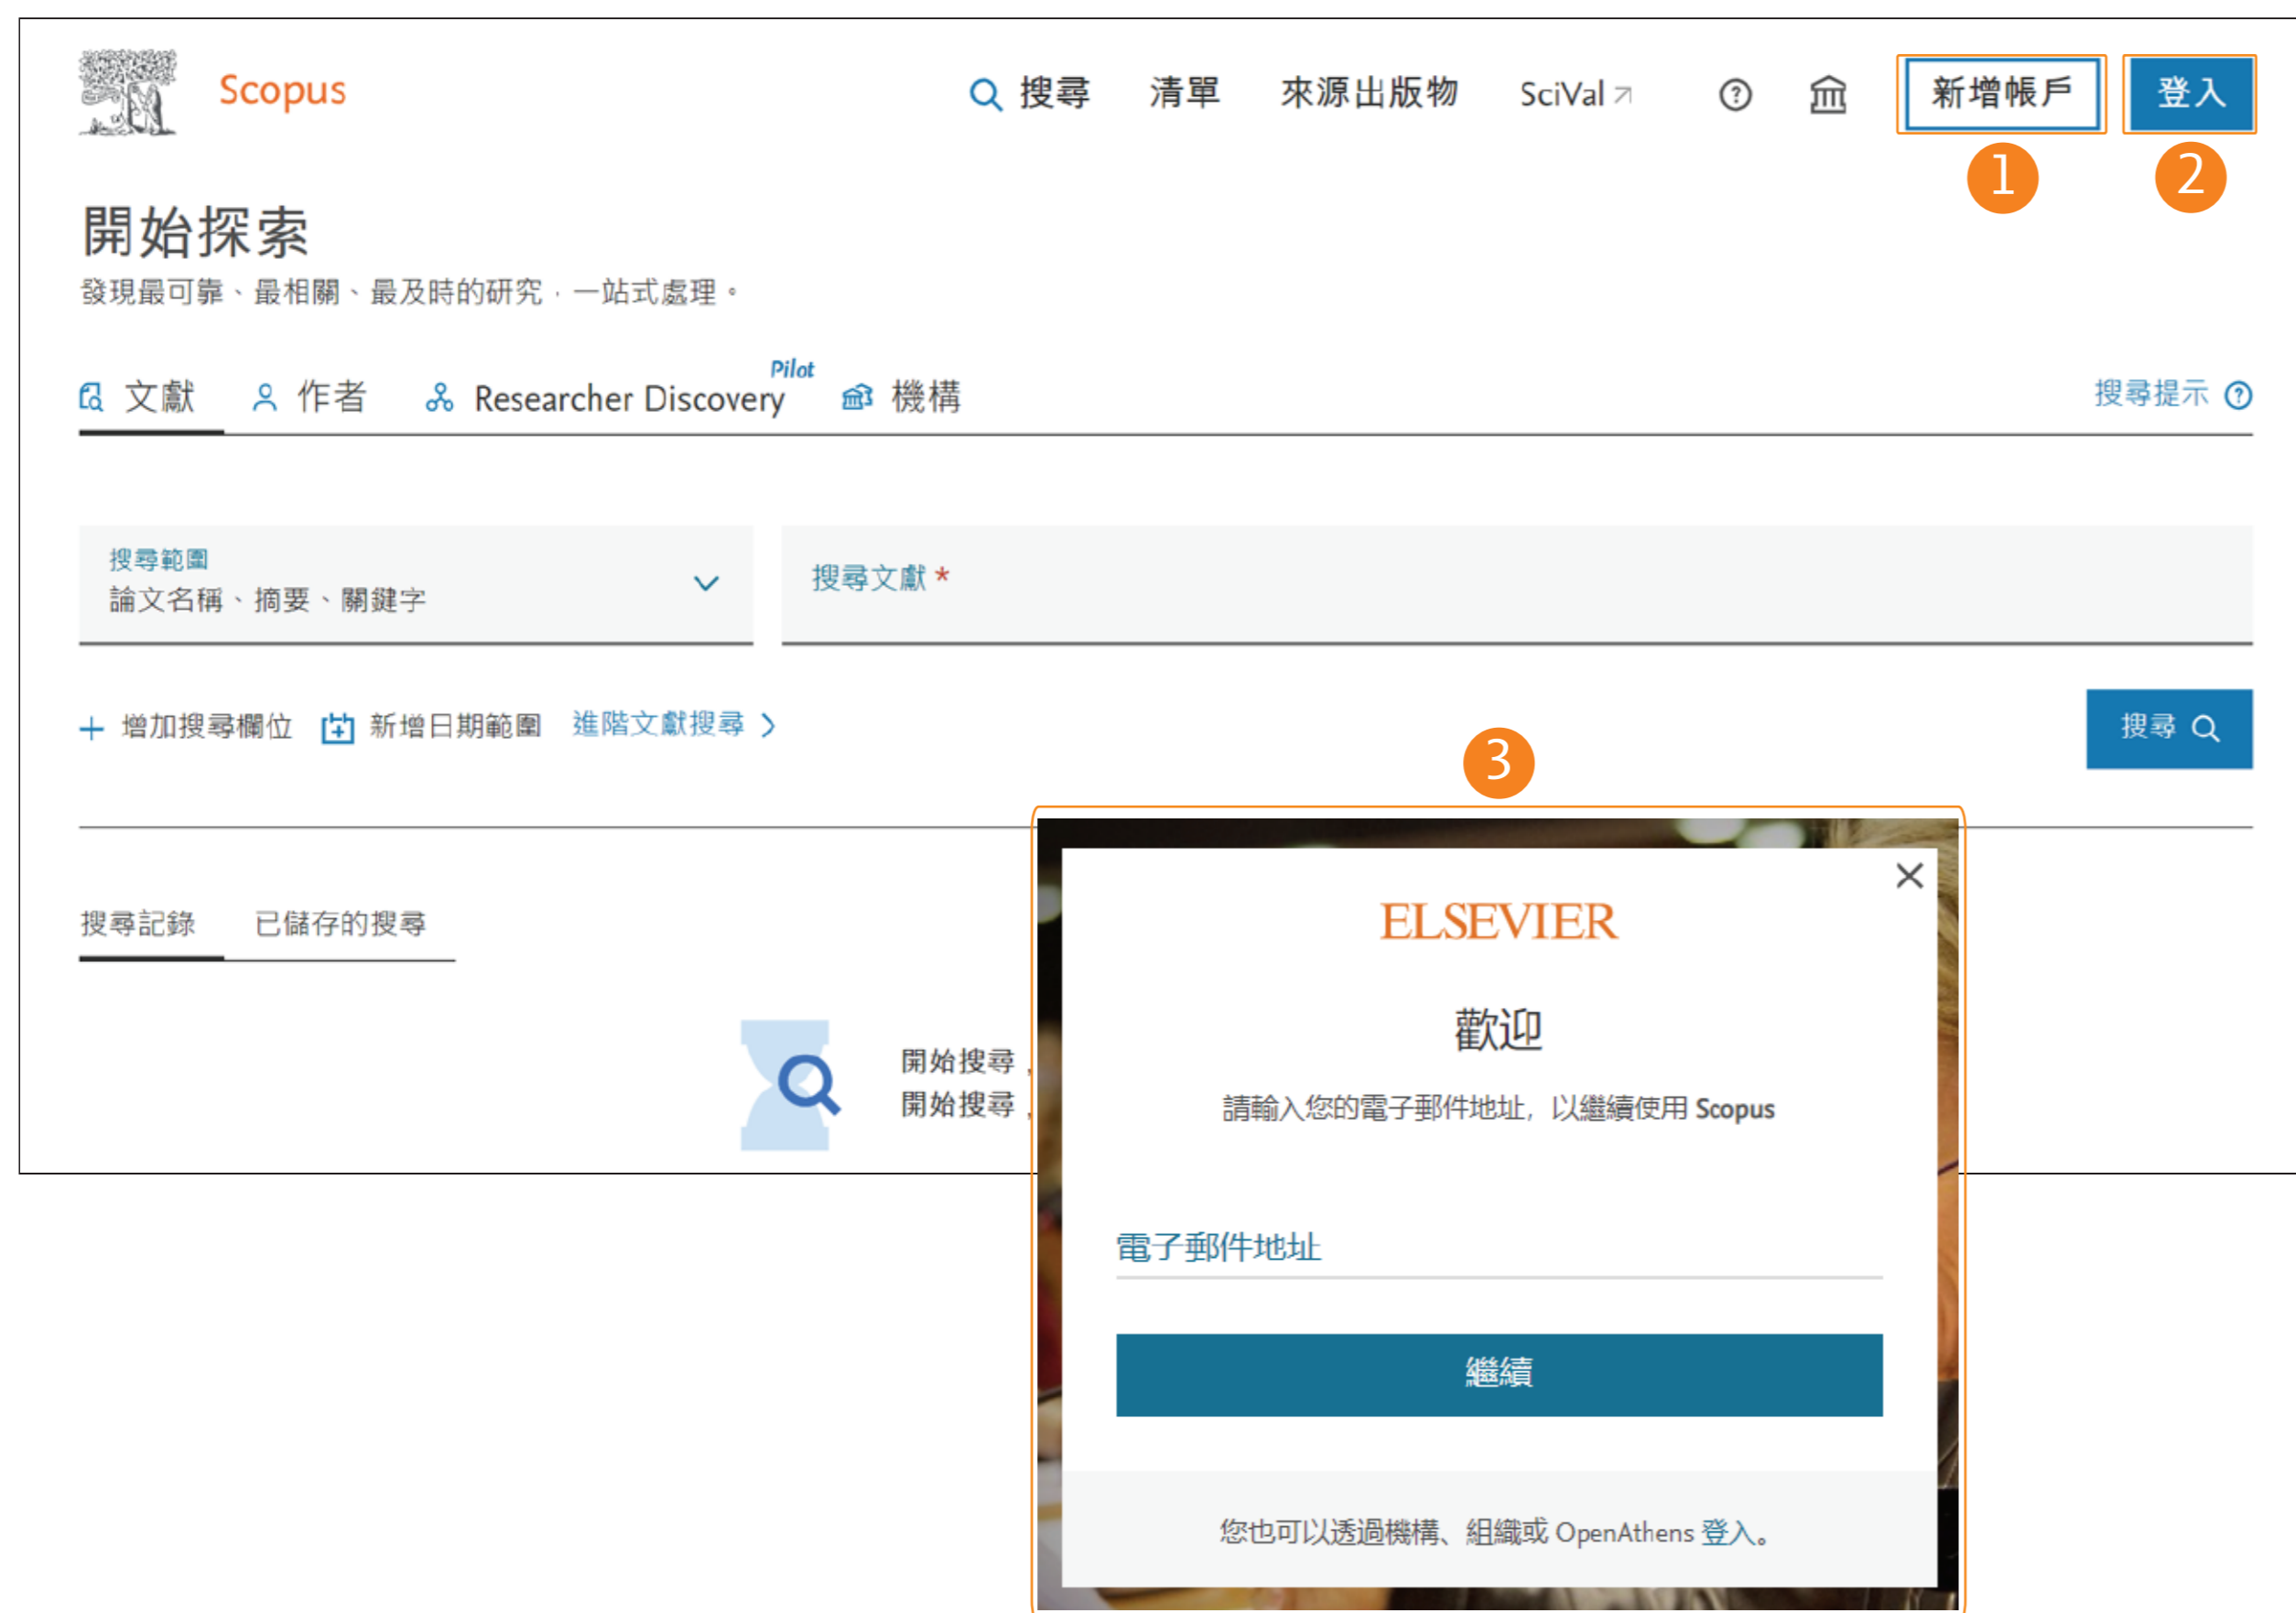 Scopus
搜尋 清單 來源出版物 SciVal 新增帳戶 登入
1 2
開始探索
發現最可靠、最相關、最及時的研究，一站式處理。
文獻 作者 Researcher Discovery Pilot 機構 搜尋提示
搜尋範圍
論文名稱、摘要、關鍵字
搜尋文獻 *
增加搜尋欄位 新增日期範圍 進階文獻搜尋 搜尋
3
搜尋記錄 已儲存的搜尋
開始搜尋，
開始搜尋，
ELSEVIER
歡迎
請輸入您的電子郵件地址，以繼續使用 Scopus
電子郵件地址
繼續
您也可以透過機構、組織或 OpenAthens 登入。